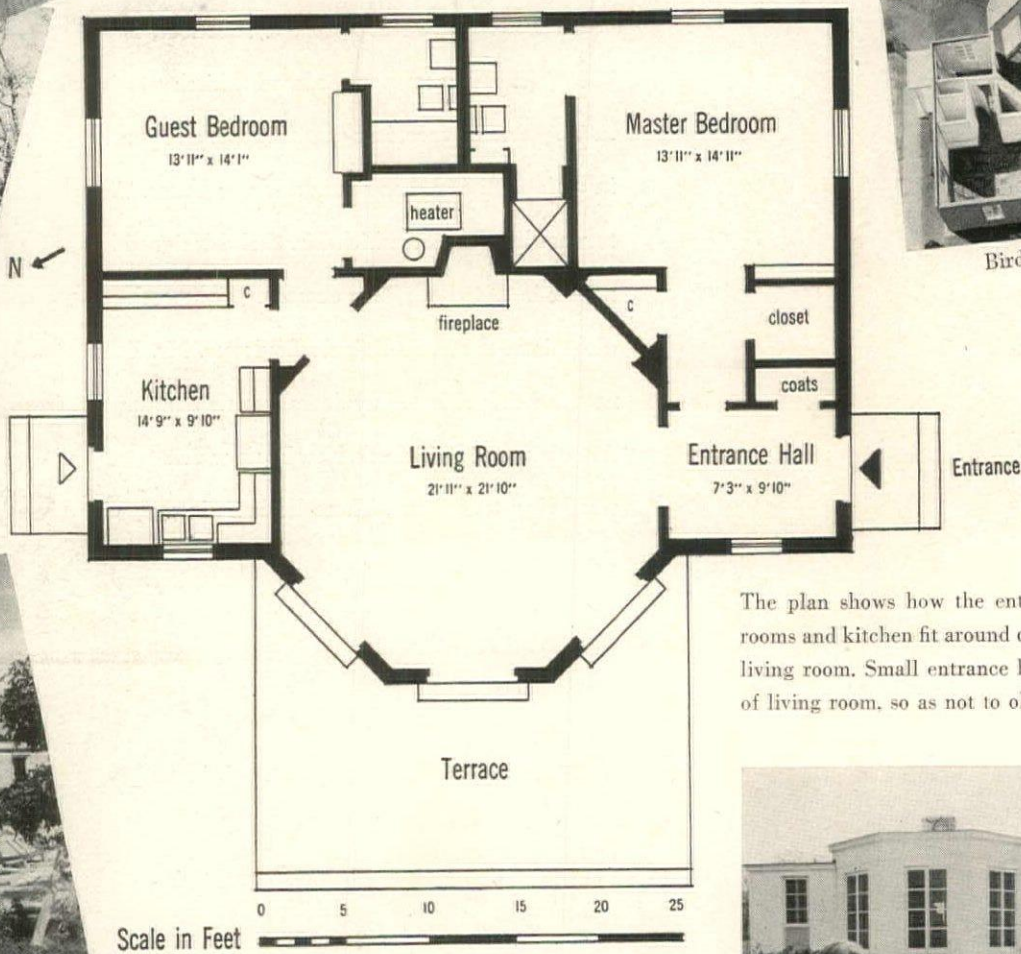 Guest Bedroom
13'11" x 14'1"
Master Bedroom
13'11" x 14'11"
heater
N
c
fireplace
c
closet
coats
Kitchen
14'9" x 9'10"
Living Room
21'11" x 21'10"
Entrance Hall
7'3" x 9'10"
Entrance
The plan shows how the
rooms and kitchen fit around
living room. Small entrance
of living room, so as not to
Terrace
0 5 10 15 20 25
Scale in Feet